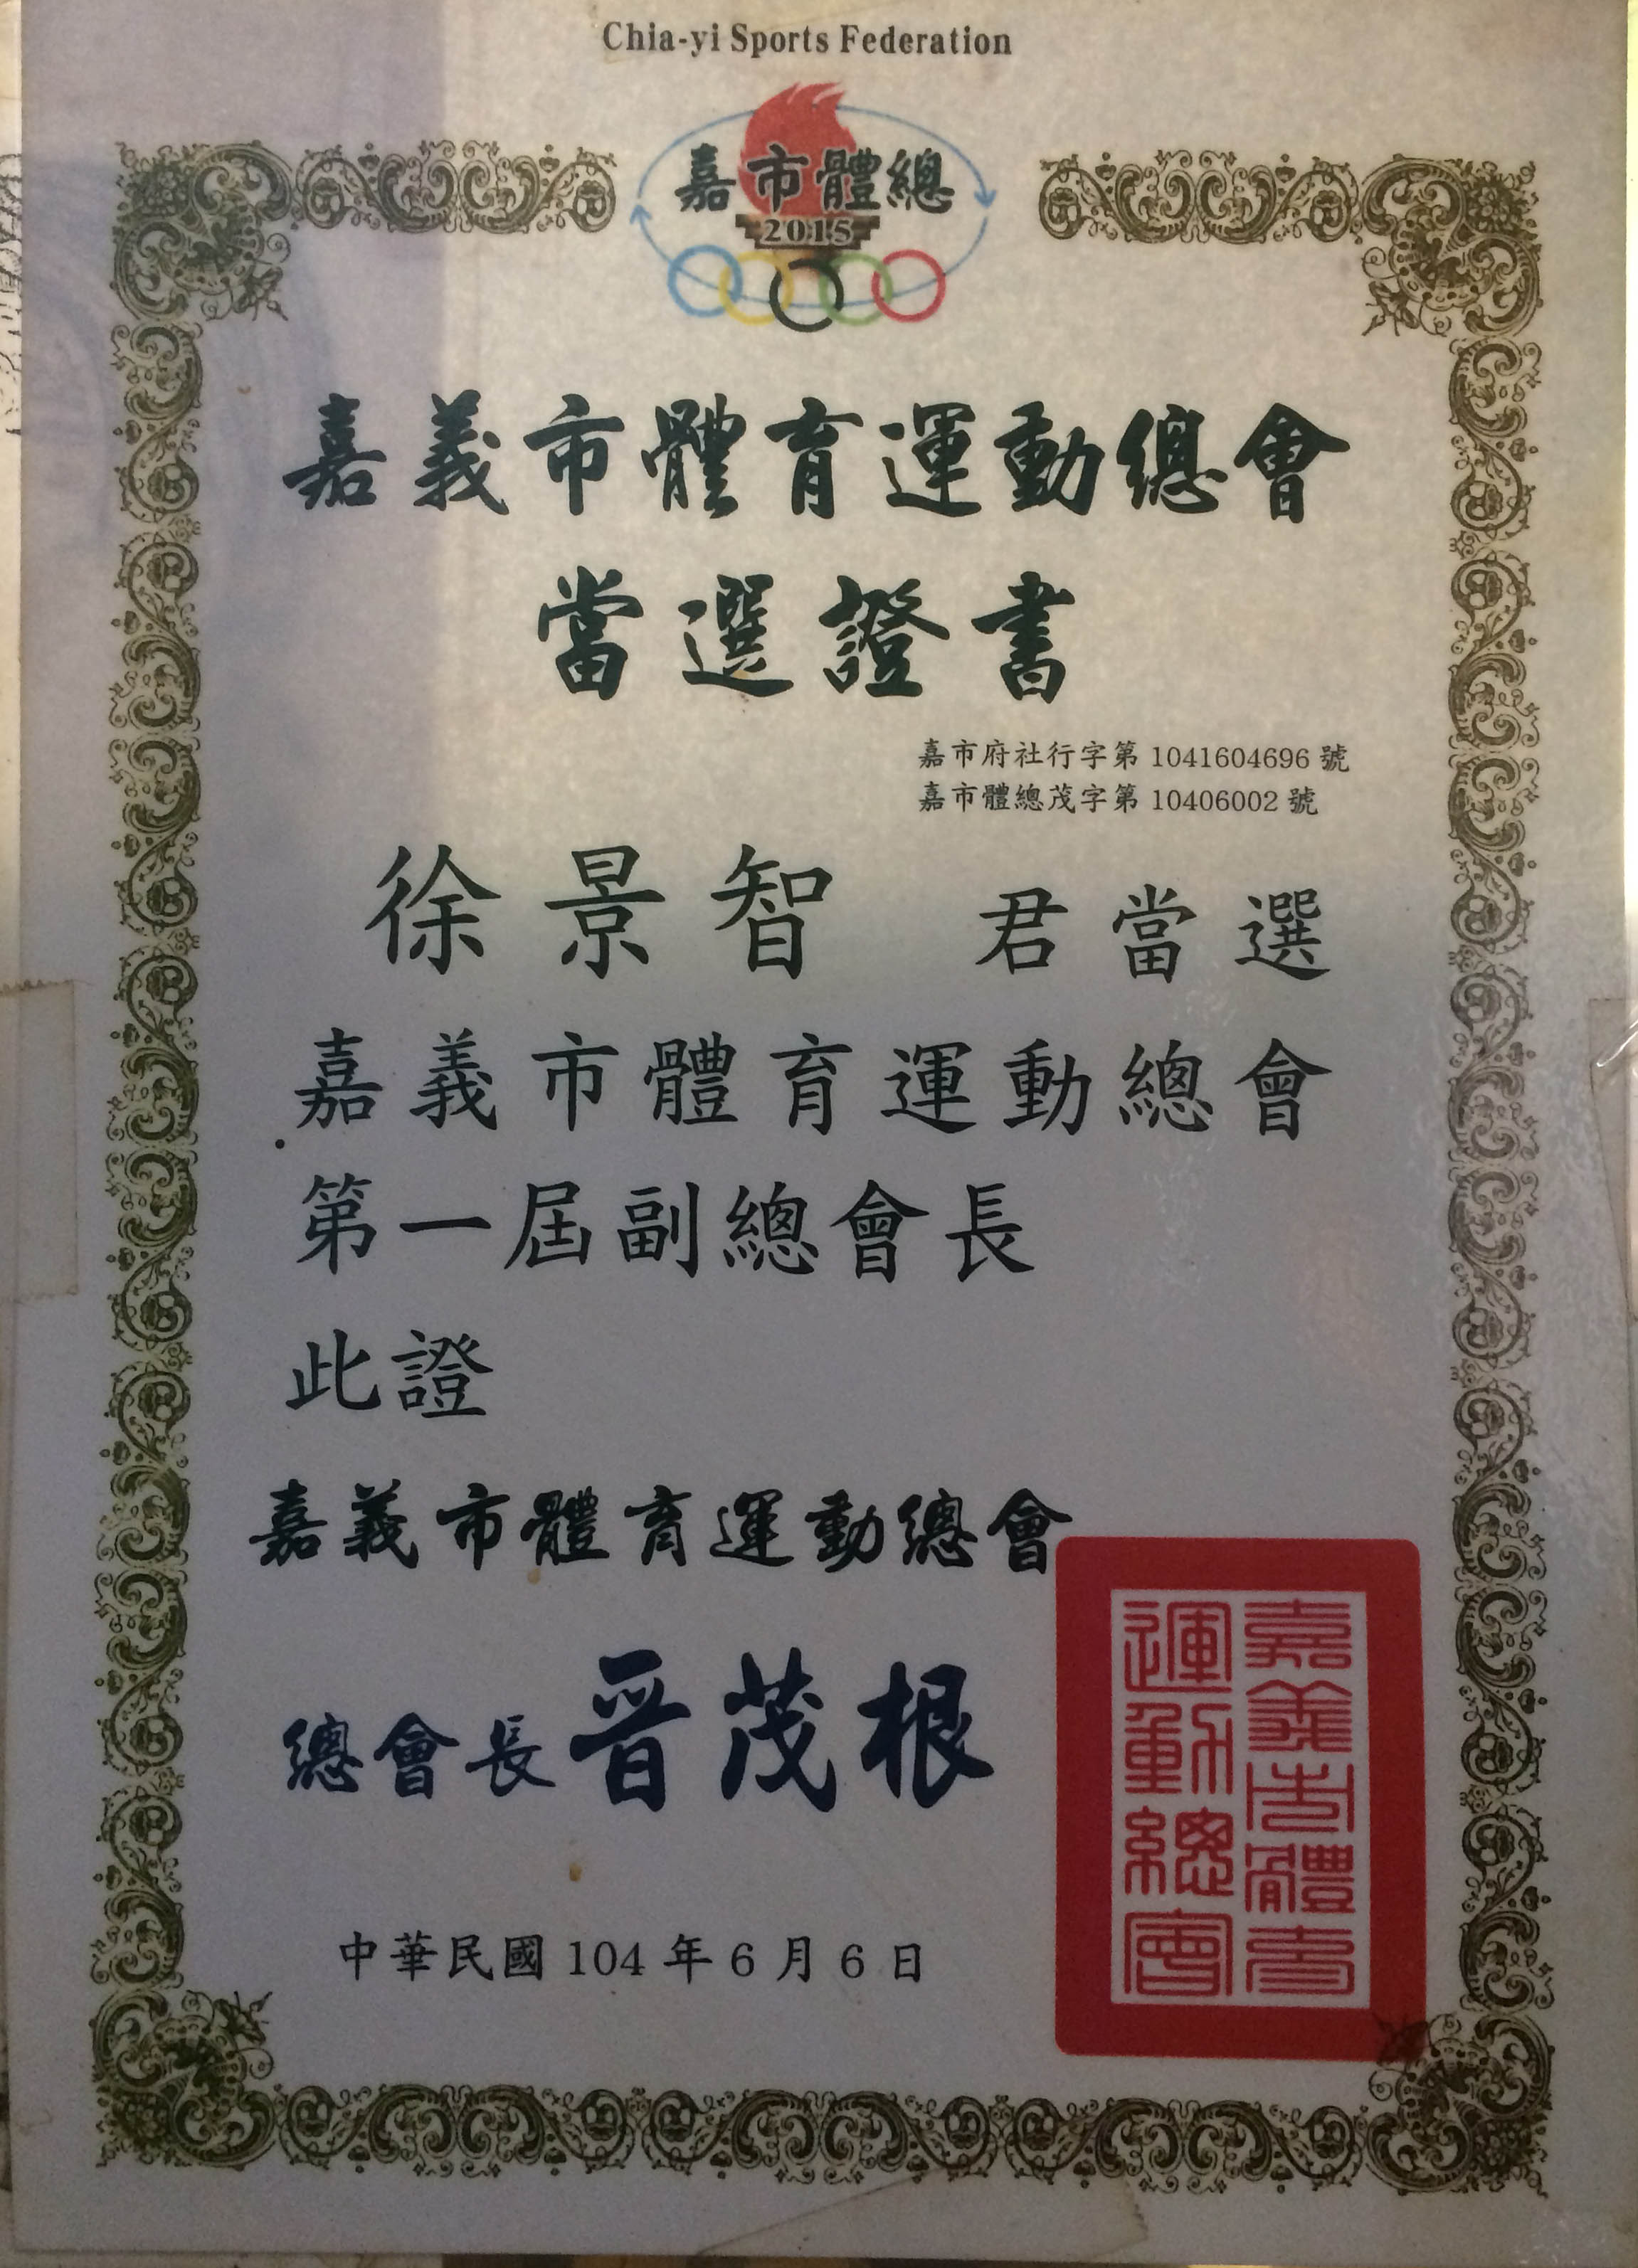 Chia-yi Sports Federation
嘉市體總
2015
嘉義市體育運動總會
當選證書
嘉市府社行字第 1041604696 號
嘉市體總茂字第 10406002 號
徐景智 君當選
嘉義市體育運動總會
第一屆副總會長
此證
嘉義市體育運動總會
總會長 晉茂根
中華民國 104 年 6 月 6 日
嘉義市體育
運動總會